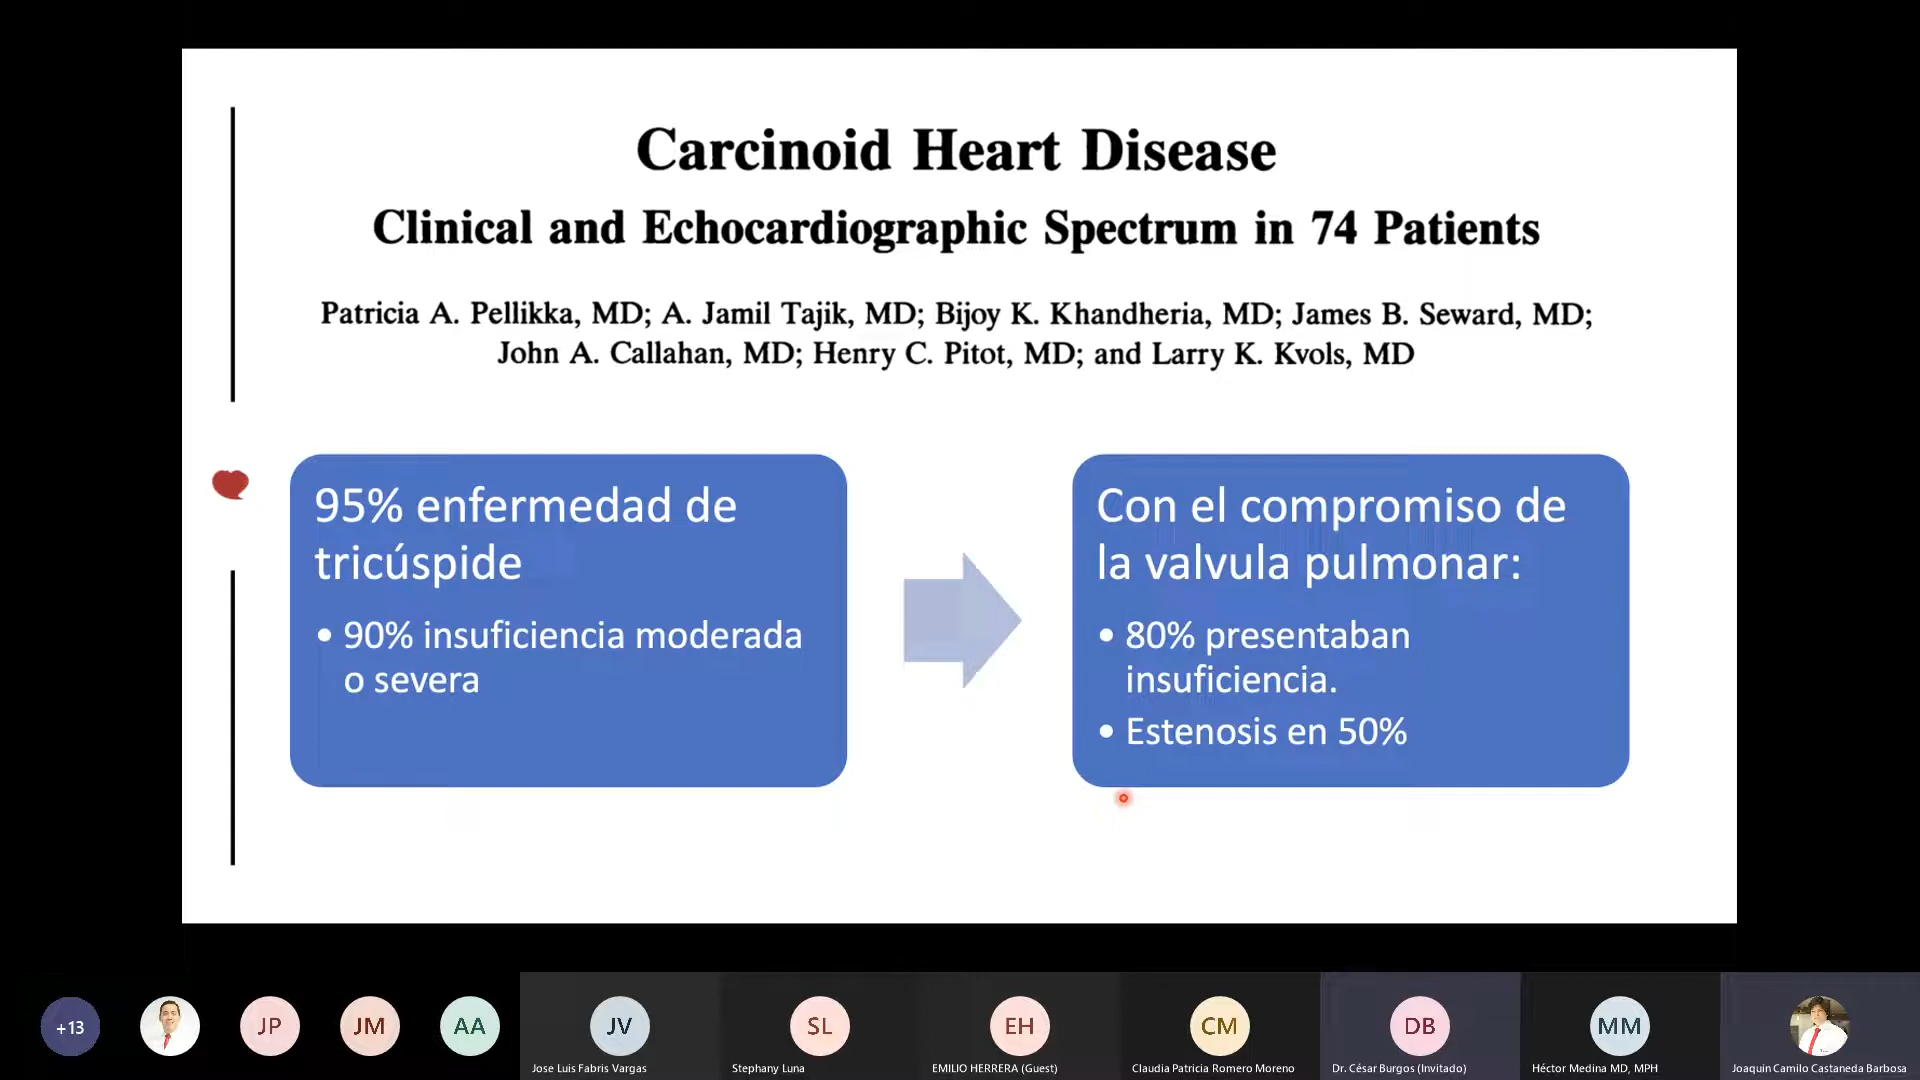 Carcinoid Heart Disease
Clinical and Echocardiographic Spectrum in 74 Patients
Patricia A. Pellikka, MD; A. Jamil Tajik, MD; Bijoy K. Khandheria, MD; James B. Seward, MD;
John A. Callahan, MD; Henry C. Pitot, MD; and Larry K. Kvols, MD
95% enfermedad de
tricúspide
• 90% insuficiencia moderada
o severa
Con el compromiso de
la valvula pulmonar:
• 80% presentaban
insuficiencia.
• Estenosis en 50%
+13
JP
JM
AA
JV
SL
EH
CM
DB
MM
Jose Luis Fabris Vargas
Stephany Luna
EMILIO HERRERA (Guest)
Claudia Patricia Romero Moreno
Dr. César Burgos (Invitado)
Héctor Medina MD, MPH
Joaquin Camilo Castaneda Barbosa